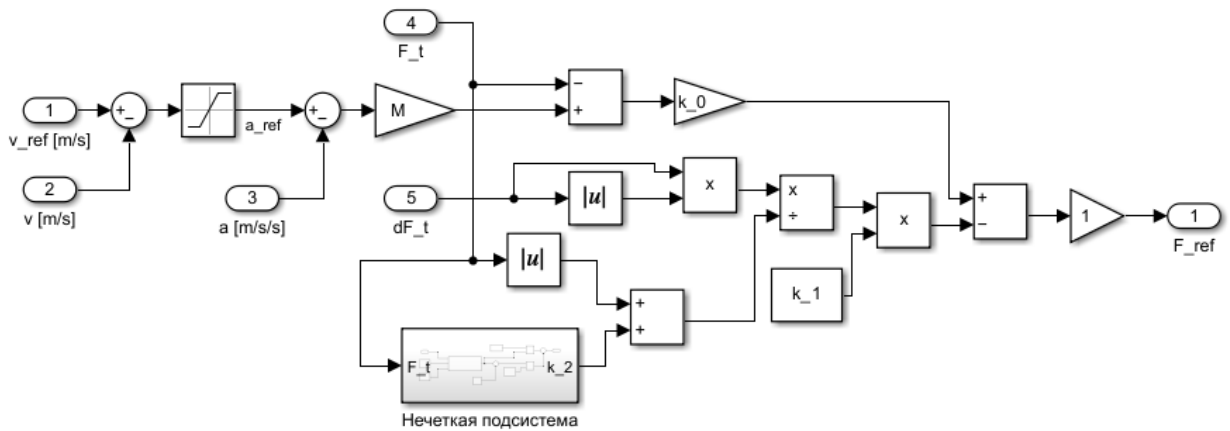 4
F_t
1
v_ref [m/s]
+
−
a_ref
+
−
M
−
+
k_0
2
v [m/s]
3
a [m/s/s]
5
dF_t
|u|
x
x
÷
x
+
−
1
1
F_ref
|u|
+
+
k_1
F_t
k_2
Нечеткая подсистема